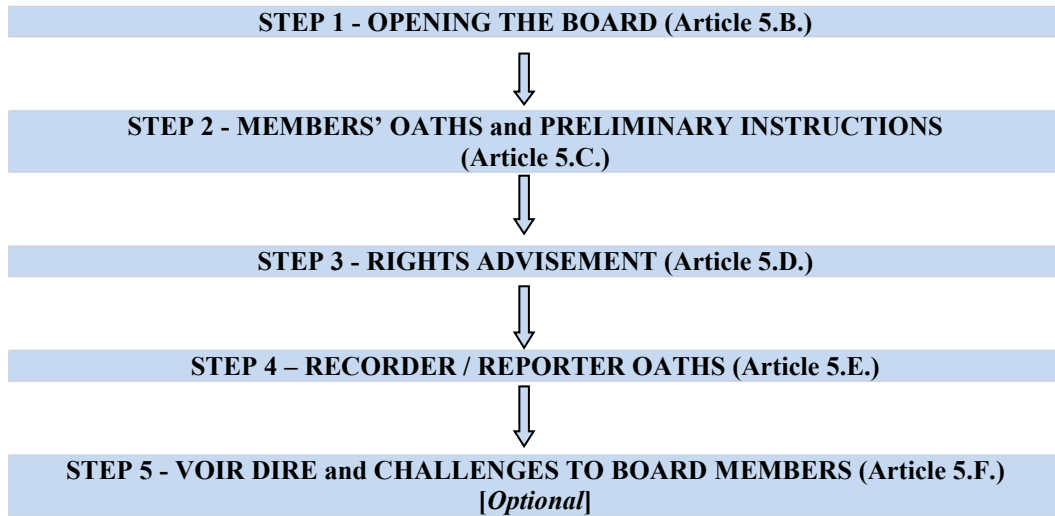 STEP 1 - OPENING THE BOARD (Article 5.B.)
STEP 2 - MEMBERS’ OATHS and PRELIMINARY INSTRUCTIONS
(Article 5.C.)
STEP 3 - RIGHTS ADVISEMENT (Article 5.D.)
STEP 4 – RECORDER / REPORTER OATHS (Article 5.E.)
STEP 5 - VOIR DIRE and CHALLENGES TO BOARD MEMBERS (Article 5.F.)
[Optional]